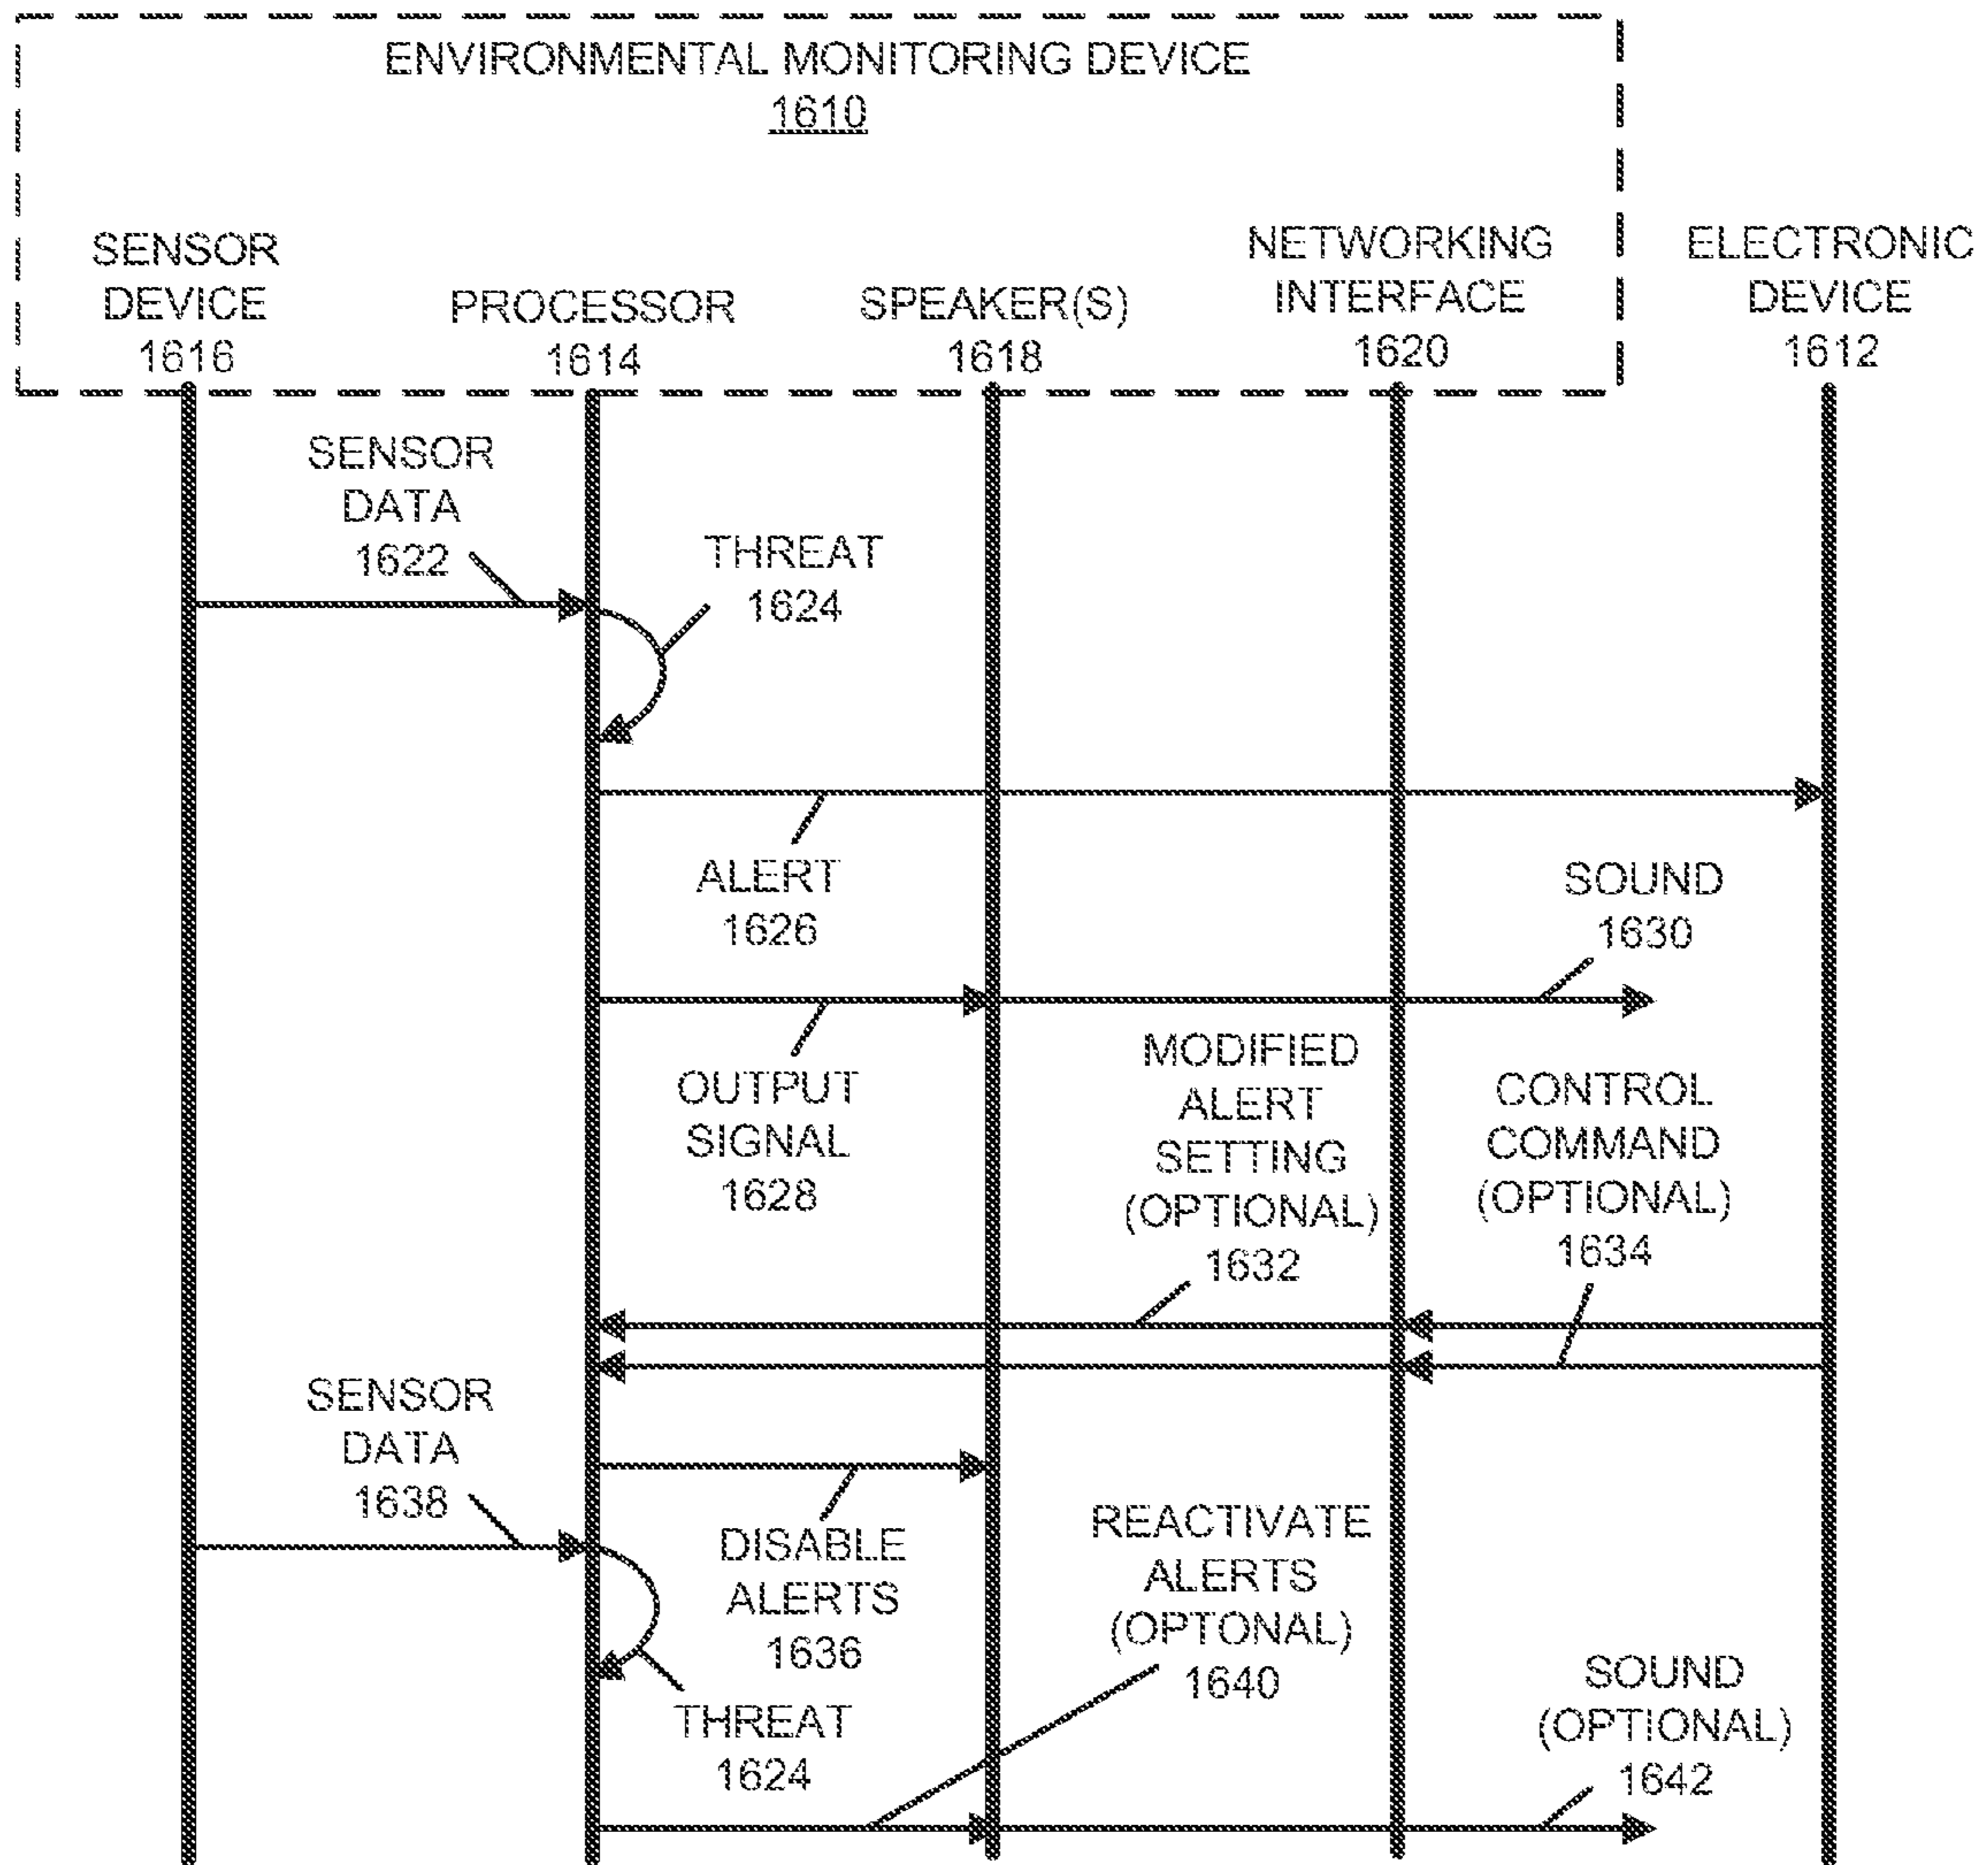 ENVIRONMENTAL MONITORING DEVICE
1610
SENSOR
DEVICE
1616
PROCESSOR
1614
SPEAKER(S)
1618
NETWORKING
INTERFACE
1620
ELECTRONIC
DEVICE
1612
SENSOR
DATA
1622
THREAT
1624
ALERT
1626
SOUND
1630
OUTPUT
SIGNAL
1628
MODIFIED
ALERT
SETTING
(OPTIONAL)
1632
CONTROL
COMMAND
(OPTIONAL)
1634
SENSOR
DATA
1638
DISABLE
ALERTS
1636
REACTIVATE
ALERTS
(OPTONAL)
1640
THREAT
1624
SOUND
(OPTIONAL)
1642